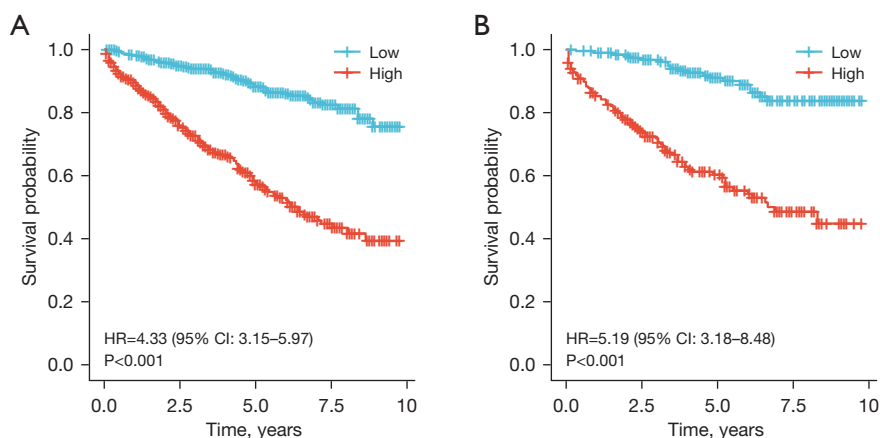 A
Survival probability
1.0
0.8
0.6
0.4
0.2
0.0
Low
High
HR=4.33 (95% CI: 3.15–5.97)
P<0.001
0.0 2.5 5.0 7.5 10
Time, years
B
Survival probability
1.0
0.8
0.6
0.4
0.2
0.0
Low
High
HR=5.19 (95% CI: 3.18–8.48)
P<0.001
0.0 2.5 5.0 7.5 10
Time, years